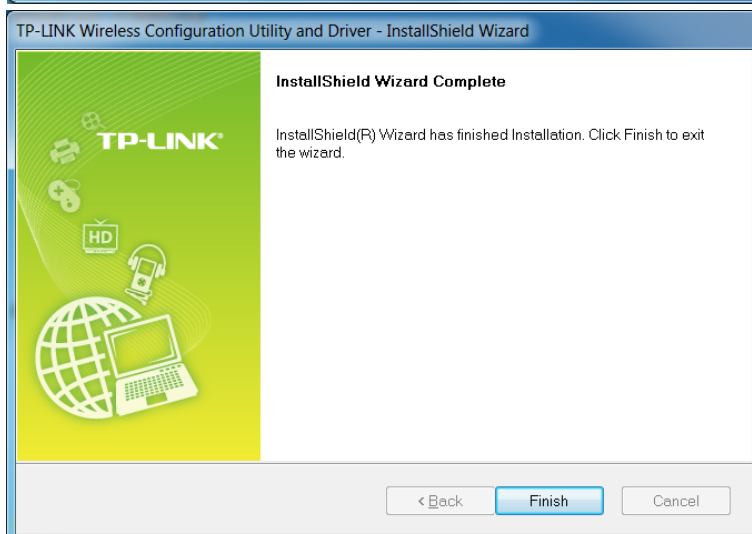 TP-LINK Wireless Configuration Utility and Driver - InstallShield Wizard
InstallShield Wizard Complete
TP-LINK®
InstallShield(R) Wizard has finished Installation. Click Finish to exit
the wizard.
HD
< Back
Finish
Cancel